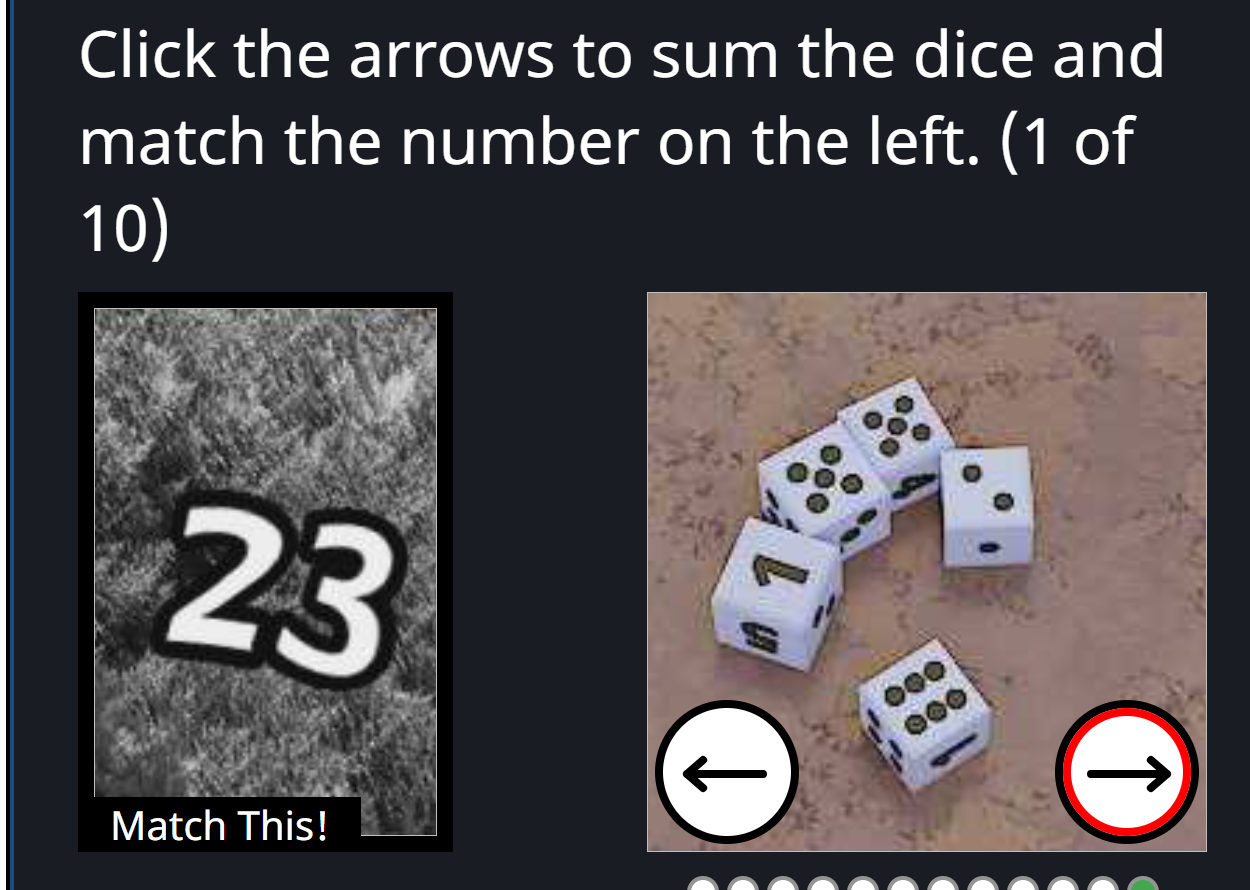 Click the arrows to sum the dice and
match the number on the left. (1 of
10)
23
1
Match This!